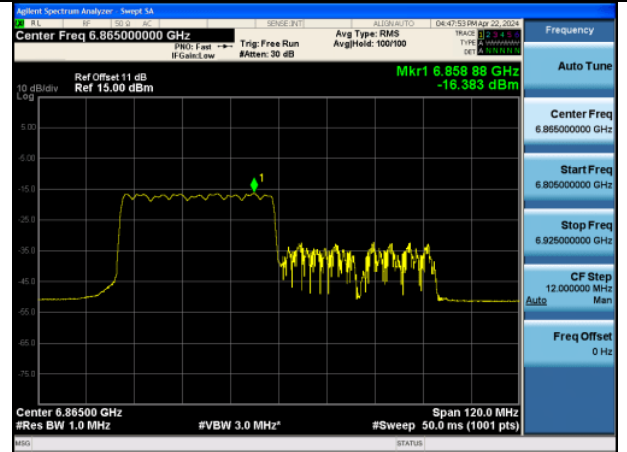 Agilent Spectrum Analyzer - Swept SA
RL RF 50 Ω AC SENSE:INT ALIGNAUTO 04:47:53 PM Apr 22, 2024
Center Freq 6.865000000 GHz
PNO: Fast
IFGain:Low
Trig: Free Run
#Atten: 30 dB
Avg Type: RMS
Avg|Hold: 100/100
TRACE 1 2 3 4 5 6
TYPE A
DET A N N N N N
Ref Offset 11 dB
Ref 15.00 dBm
10 dB/div
Log
Mkr1 6.858 88 GHz
-16.383 dBm
5.00
-5.00
-15.0
-25.0
-35.0
-45.0
-55.0
-65.0
-75.0
1
Center 6.86500 GHz
#Res BW 1.0 MHz
#VBW 3.0 MHz*
Span 120.0 MHz
#Sweep 50.0 ms (1001 pts)
MSG
STATUS
Frequency
Auto Tune
Center Freq
6.865000000 GHz
Start Freq
6.805000000 GHz
Stop Freq
6.925000000 GHz
CF Step
12.000000 MHz
Auto Man
Freq Offset
0 Hz